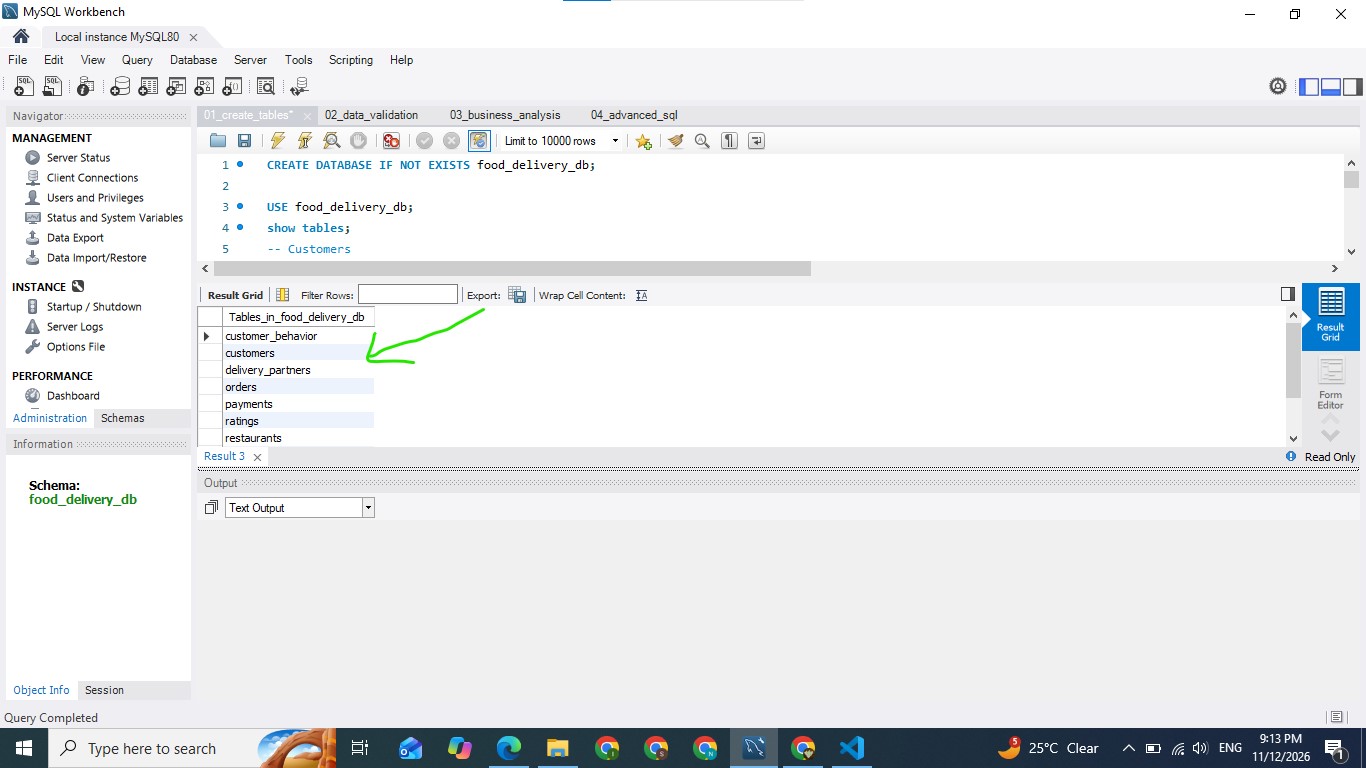 MySQL Workbench
Local instance MySQL80
File Edit View Query Database Server Tools Scripting Help
Navigator
MANAGEMENT
Server Status
Client Connections
Users and Privileges
Status and System Variables
Data Export
Data Import/Restore
INSTANCE
Startup / Shutdown
Server Logs
Options File
PERFORMANCE
Dashboard
Administration Schemas
Information
Schema:
food_delivery_db
Object Info Session
01_create_tables* 02_data_validation 03_business_analysis 04_advanced_sql
Limit to 10000 rows
1 CREATE DATABASE IF NOT EXISTS food_delivery_db;
2
3 USE food_delivery_db;
4 show tables;
5 -- Customers
Result Grid Filter Rows: Export: Wrap Cell Content:
Tables_in_food_delivery_db
customer_behavior
customers
delivery_partners
orders
payments
ratings
restaurants
Result Grid
Form Editor
Result 3 Read Only
Output
Text Output
Query Completed
Type here to search
5 25°C Clear ENG 9:13 PM
11/12/2026
1